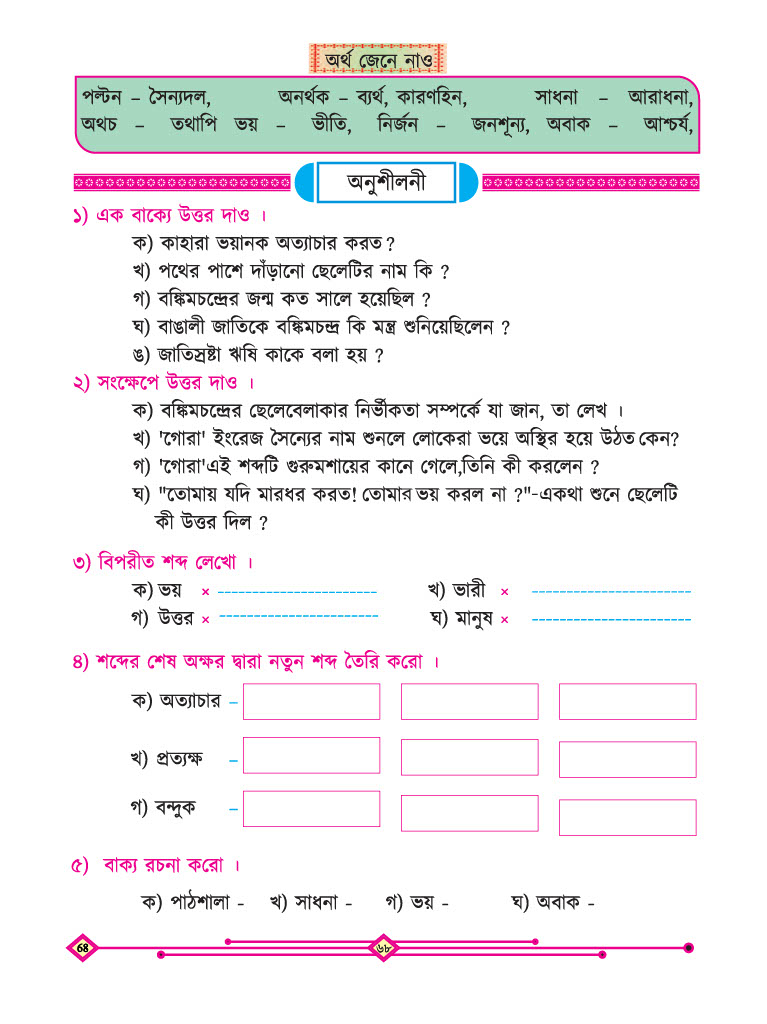 অর্থ জেনে নাও
পল্টন – সৈন্যদল, অনর্থক – ব্যর্থ, কারণহিন, সাধনা – আরাধনা,
অথচ – তথাপি ভয় – ভীতি, নির্জন – জনশূন্য, অবাক – আশ্চর্য,
অনুশীলনী
১) এক বাক্যে উত্তর দাও ।
ক) কাহারা ভয়ানক অত্যাচার করত ?
খ) পথের পাশে দাঁড়ানো ছেলেটির নাম কি ?
গ) বঙ্কিমচন্দ্রের জন্ম কত সালে হয়েছিল ?
ঘ) বাঙালী জাতিকে বঙ্কিমচন্দ্র কি মন্ত্র শুনিয়েছিলেন ?
ঙ) জাতিস্রষ্টা ঋষি কাকে বলা হয় ?
২) সংক্ষেপে উত্তর দাও ।
ক) বঙ্কিমচন্দ্রের ছেলেবেলাকার নির্ভীকতা সম্পর্কে যা জান, তা লেখ ।
খ) 'গোরা' ইংরেজ সৈন্যের নাম শুনলে লোকেরা ভয়ে অস্থির হয়ে উঠত কেন?
গ) 'গোরা'এই শব্দটি গুরুমশায়ের কানে গেলে,তিনি কী করলেন ?
ঘ) "তোমায় যদি মারধর করত! তোমার ভয় করল না ?"-একথা শুনে ছেলেটি
কী উত্তর দিল ?
৩) বিপরীত শব্দ লেখো ।
ক) ভয় × ------------------------ খ) ভারী × ------------------------
গ) উত্তর × ------------------------ ঘ) মানুষ × ------------------------
৪) শব্দের শেষ অক্ষর দ্বারা নতুন শব্দ তৈরি করো ।
ক) অত্যাচার –
খ) প্রত্যক্ষ –
গ) বন্দুক –
৫) বাক্য রচনা করো ।
ক) পাঠশালা - খ) সাধনা - গ) ভয় - ঘ) অবাক -
68 ৬৮